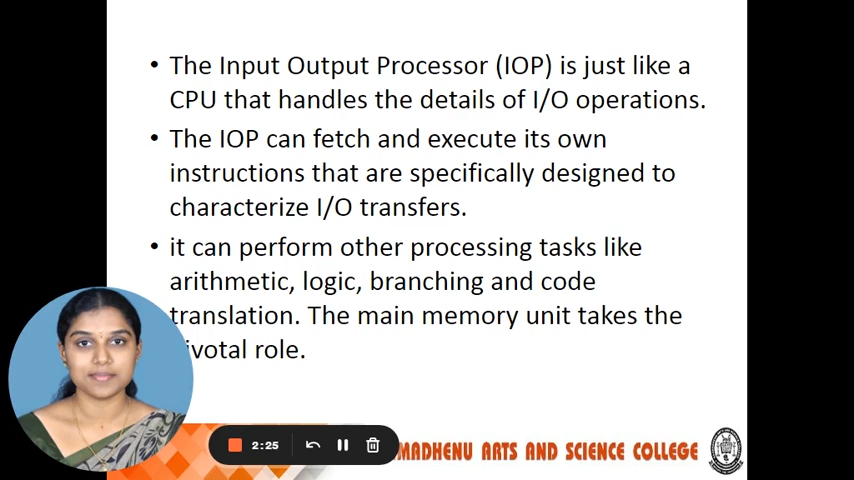 • The Input Output Processor (IOP) is just like a
CPU that handles the details of I/O operations.
• The IOP can fetch and execute its own
instructions that are specifically designed to
characterize I/O transfers.
• it can perform other processing tasks like
arithmetic, logic, branching and code
translation. The main memory unit takes the
role.
2:25
ARTS AND SCIENCE COLLEGE